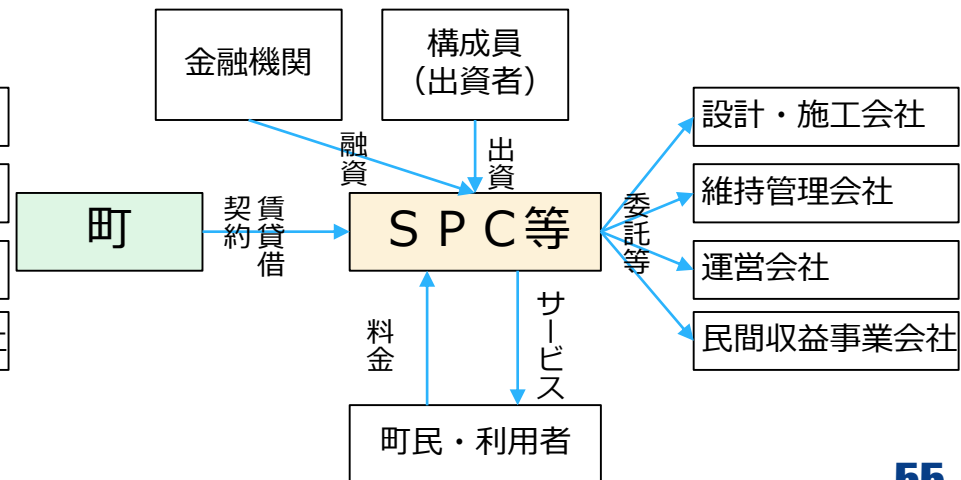 金融機関
構成員
（出資者）
融資
出資
設計・施工会社
維持管理会社
運営会社
民間収益事業会社
町
賃貸借
契約
ＳＰＣ等
委託等
料金
サービス
町民・利用者
55